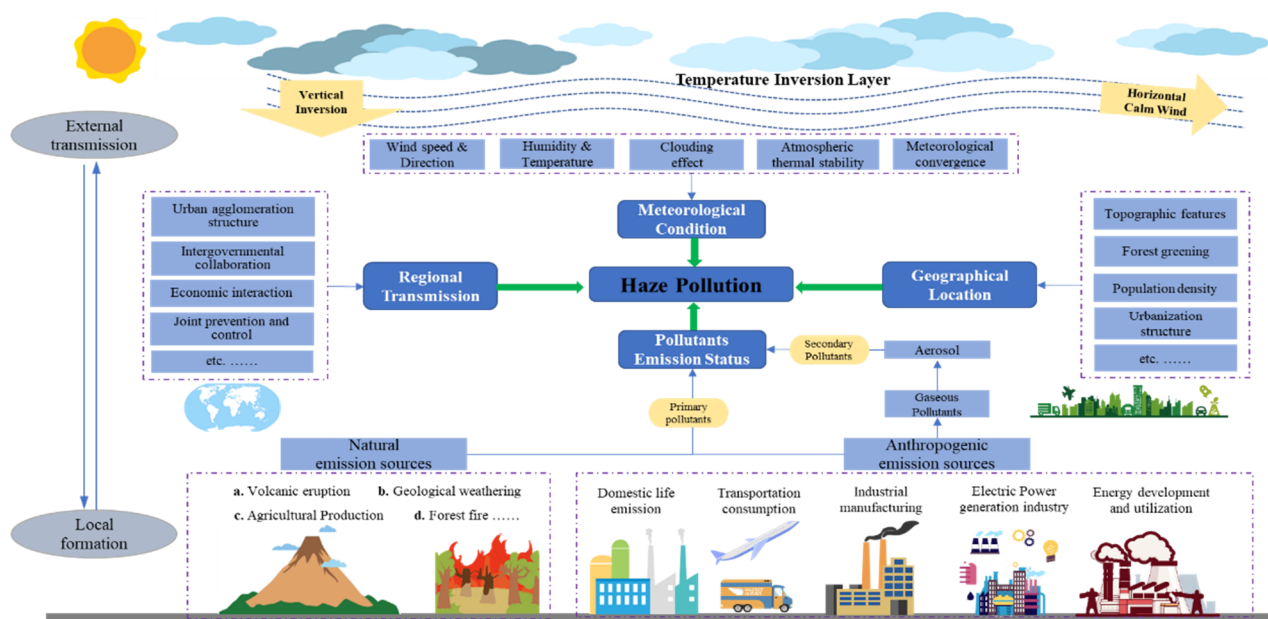 Temperature Inversion Layer
Vertical
Inversion
Horizontal
Calm Wind
External
transmission
Wind speed &
Direction
Humidity &
Temperature
Clouding
effect
Atmospheric
thermal stability
Meteorological
convergence
Urban agglomeration
structure
Intergovernmental
collaboration
Economic interaction
Joint prevention and
control
etc. ……
Regional
Transmission
Meteorological
Condition
Haze Pollution
Pollutants
Emission Status
Geographical
Location
Topographic features
Forest greening
Population density
Urbanization
structure
etc. ……
Secondary
Pollutants
Aerosol
Gaseous
Pollutants
Primary
pollutants
Natural
emission sources
Anthropogenic
emission sources
a. Volcanic eruption
b. Geological weathering
c. Agricultural Production
d. Forest fire ……
Domestic life
emission
Transportation
consumption
Industrial
manufacturing
Electric Power
generation industry
Energy development
and utilization
Local
formation